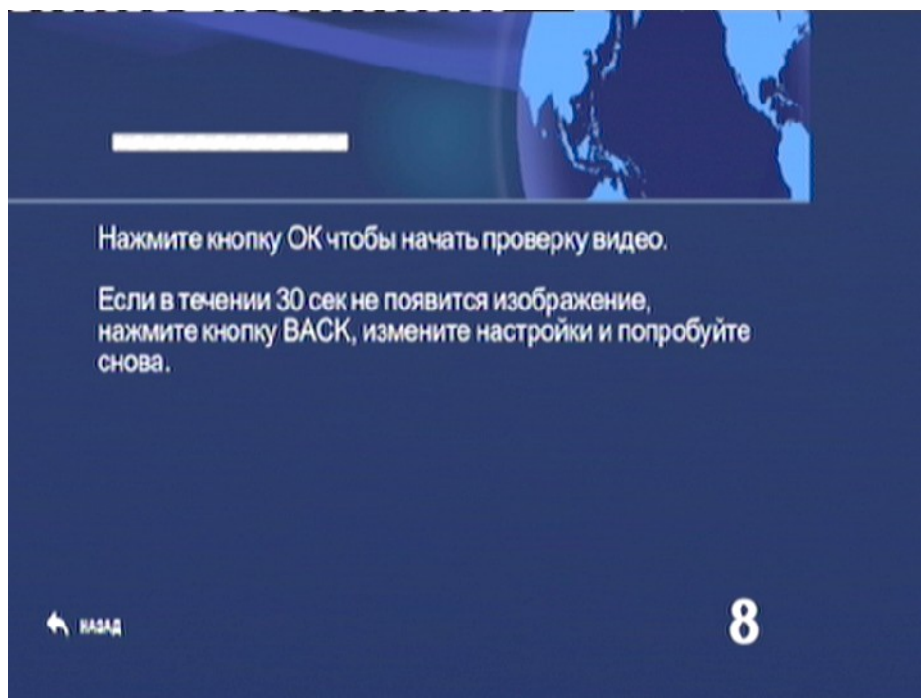 Нажмите кнопку ОК чтобы начать проверку видео.
Если в течении 30 сек не появится изображение,
нажмите кнопку BACK, измените настройки и попробуйте
снова.
НАЗАД
8